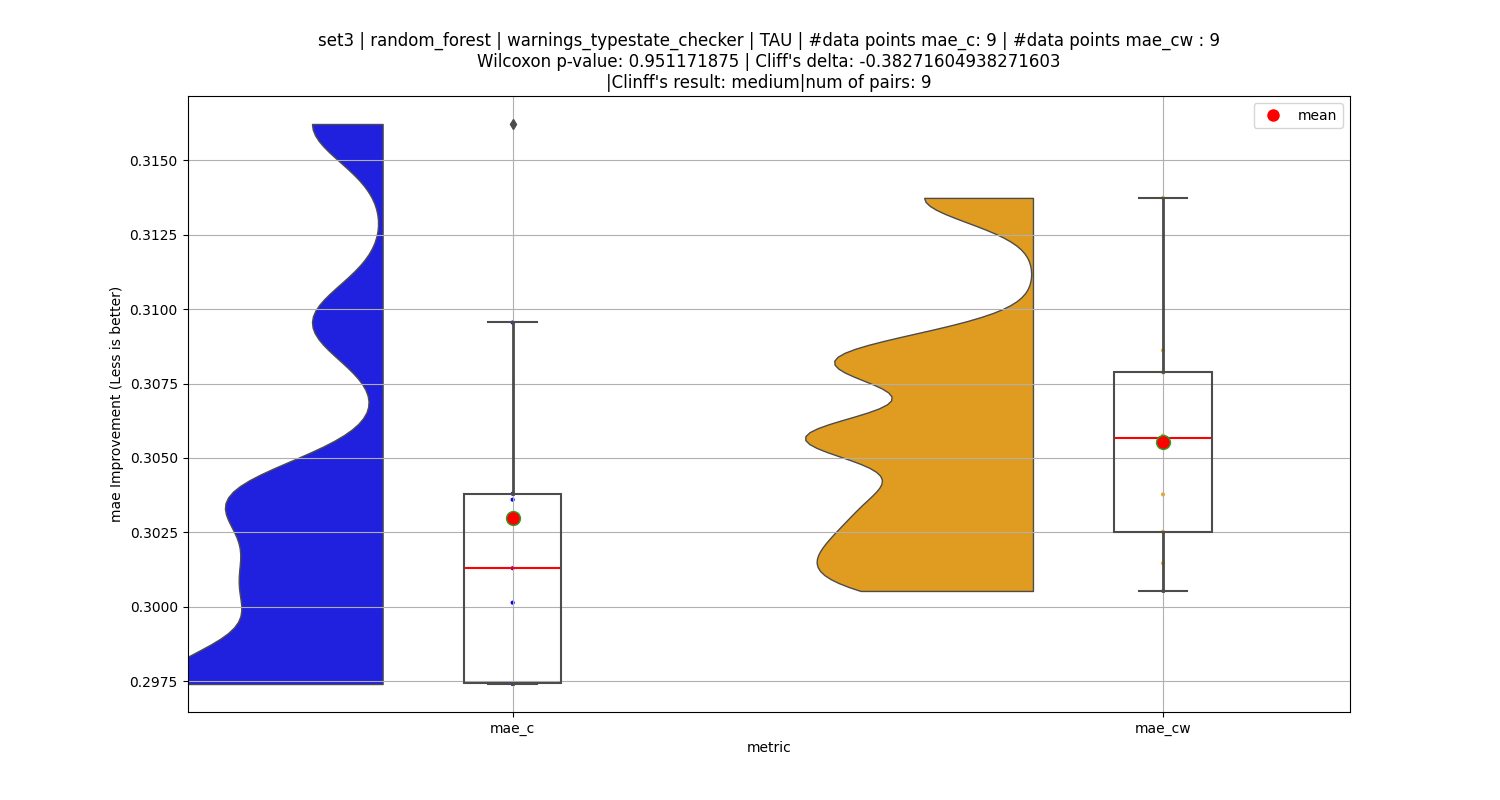 set3 | random_forest | warnings_typestate_checker | TAU | #data points mae_c: 9 | #data points mae_cw : 9
Wilcoxon p-value: 0.951171875 | Cliff's delta: -0.38271604938271603
|Clinff's result: medium|num of pairs: 9
mean
mae Improvement (Less is better)
0.3150
0.3125
0.3100
0.3075
0.3050
0.3025
0.3000
0.2975
mae_c
mae_cw
metric